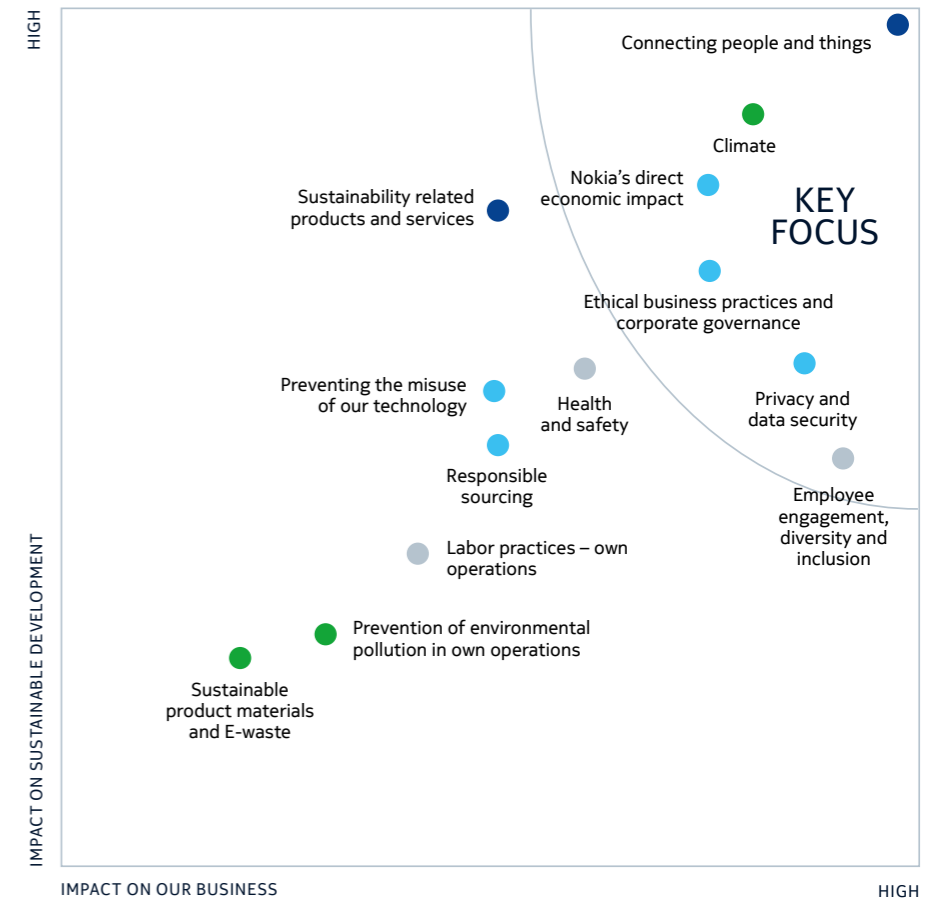 HIGH
Connecting people and things
Climate
Nokia’s direct
economic impact
KEY
FOCUS
Sustainability related
products and services
Ethical business practices and
corporate governance
Preventing the misuse
of our technology
Health
and safety
Privacy and
data security
Responsible
sourcing
Employee
engagement,
diversity and
inclusion
Labor practices – own
operations
Prevention of environmental
pollution in own operations
Sustainable
product materials
and E-waste
IMPACT ON SUSTAINABLE DEVELOPMENT
IMPACT ON OUR BUSINESS
HIGH